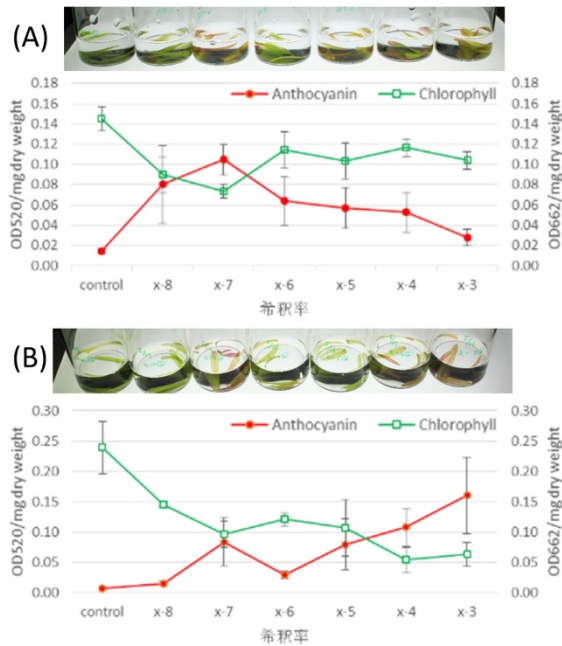 (A)
Anthocyanin Chlorophyll
OD520/mg dry weight
0.18
0.16
0.14
0.12
0.10
0.08
0.06
0.04
0.02
0.00
0.18
0.16
0.14
0.12
0.10
0.08
0.06
0.04
0.02
0.00
OD662/mg dry weight
control x-8 x-7 x-6 x-5 x-4 x-3
希釈率
(B)
Anthocyanin Chlorophyll
OD520/mg dry weight
0.30
0.25
0.20
0.15
0.10
0.05
0.00
0.30
0.25
0.20
0.15
0.10
0.05
0.00
OD662/mg dry weight
control x-8 x-7 x-6 x-5 x-4 x-3
希釈率